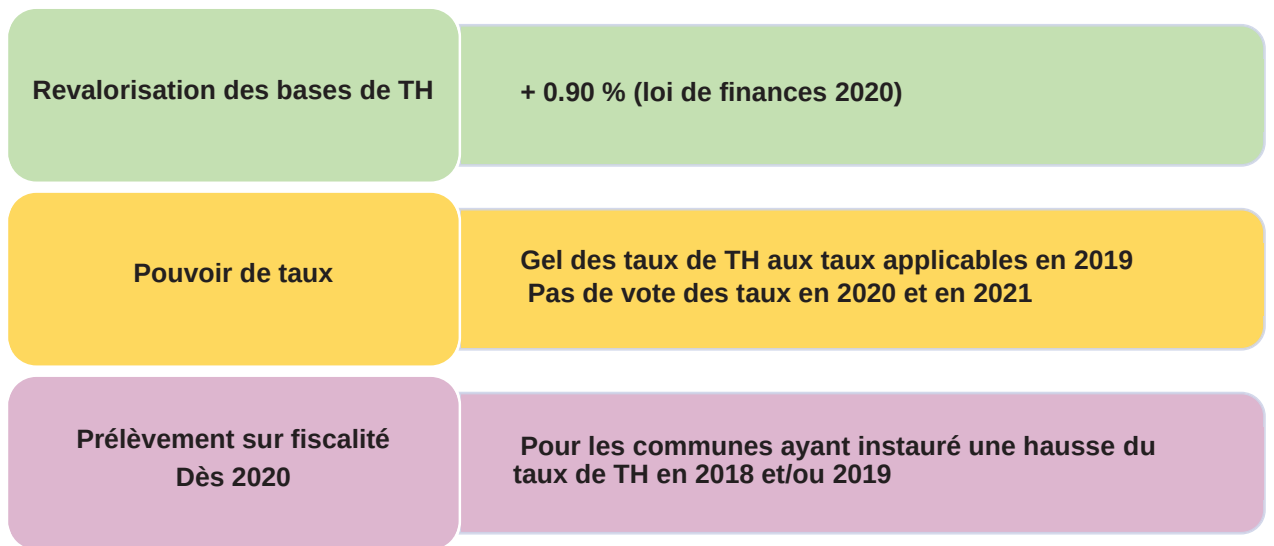 Revalorisation des bases de TH
+ 0.90 % (loi de finances 2020)
Pouvoir de taux
Gel des taux de TH aux taux applicables en 2019
Pas de vote des taux en 2020 et en 2021
Prélèvement sur fiscalité
Dès 2020
Pour les communes ayant instauré une hausse du
taux de TH en 2018 et/ou 2019